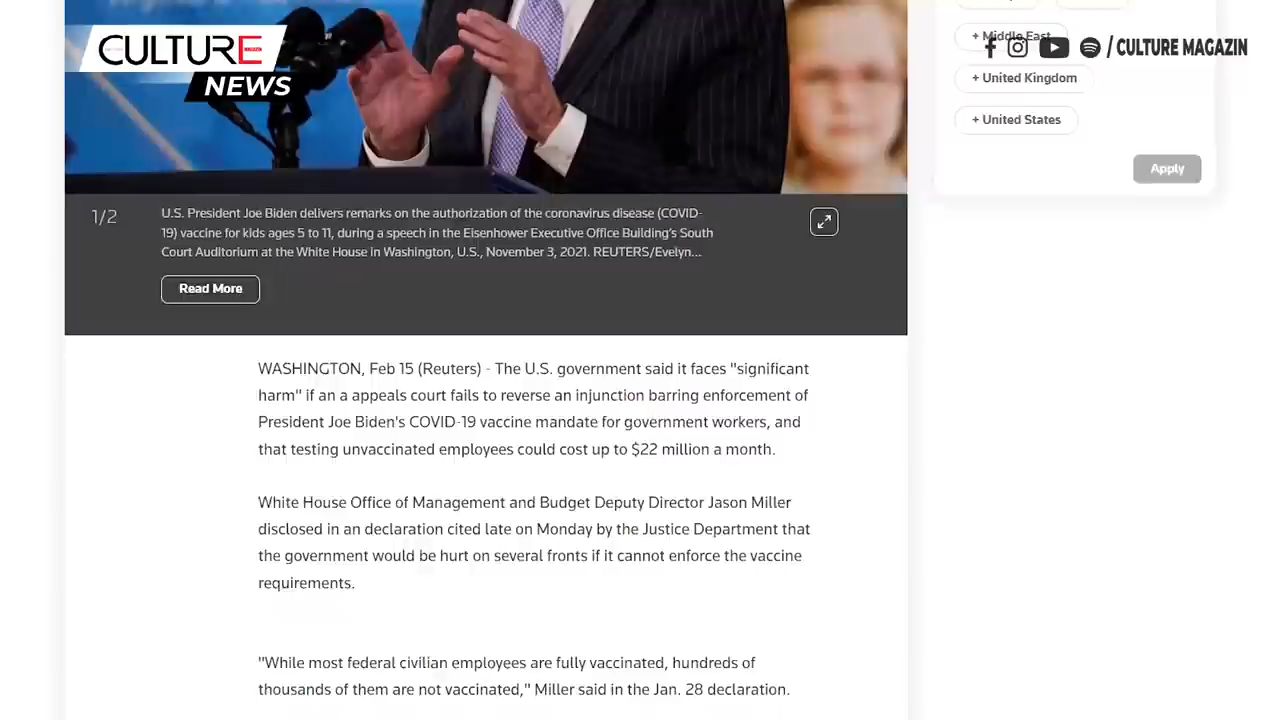 CULTURE
NEWS
+ Middle East
/ CULTURE MAGAZIN
+ United Kingdom
+ United States
Apply
1/2
U.S. President Joe Biden delivers remarks on the authorization of the coronavirus disease (COVID-
19) vaccine for kids ages 5 to 11, during a speech in the Eisenhower Executive Office Building's South
Court Auditorium at the White House in Washington, U.S., November 3, 2021. REUTERS/Evelyn...
Read More
WASHINGTON, Feb 15 (Reuters) - The U.S. government said it faces "significant
harm" if an a appeals court fails to reverse an injunction barring enforcement of
President Joe Biden's COVID-19 vaccine mandate for government workers, and
that testing unvaccinated employees could cost up to $22 million a month.
White House Office of Management and Budget Deputy Director Jason Miller
disclosed in an declaration cited late on Monday by the Justice Department that
the government would be hurt on several fronts if it cannot enforce the vaccine
requirements.
"While most federal civilian employees are fully vaccinated, hundreds of
thousands of them are not vaccinated," Miller said in the Jan. 28 declaration.